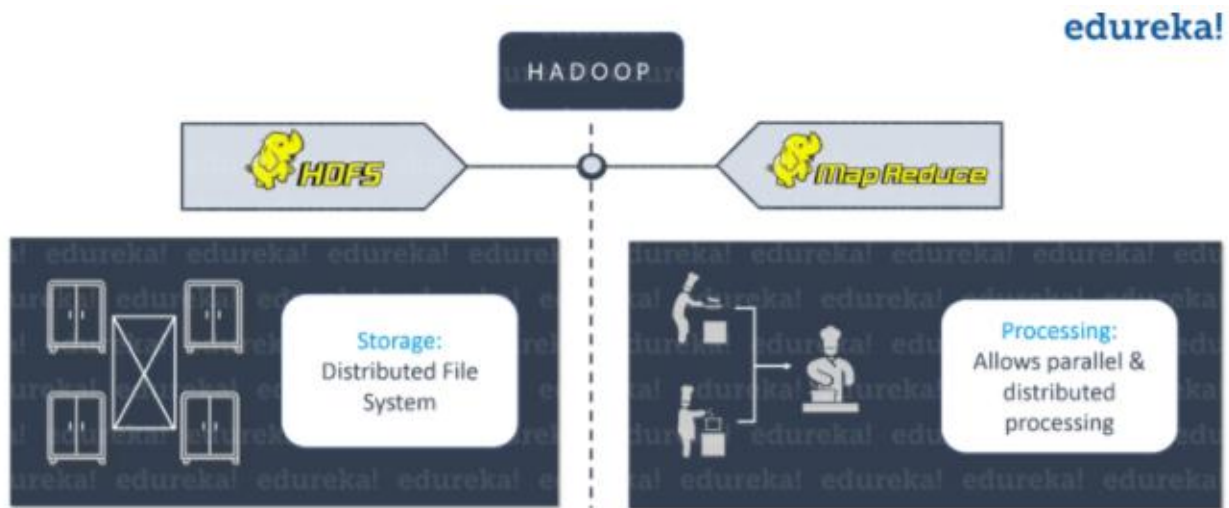 edureka!
HADOOP
HDFS
Map Reduce
Storage:
Distributed File
System
Processing:
Allows parallel &
distributed
processing